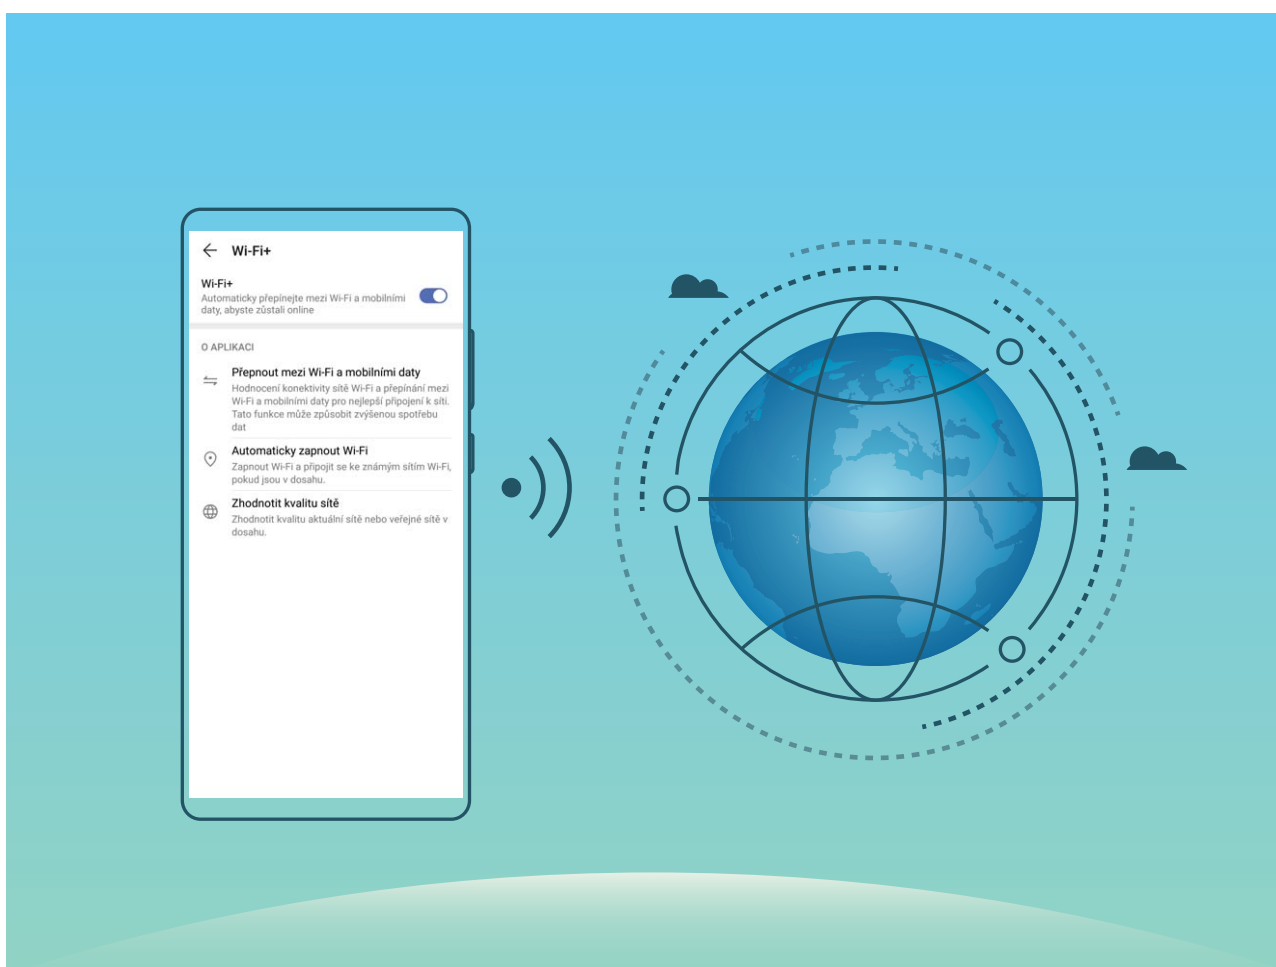 Wi-Fi+
Wi-Fi+
Automaticky přepínejte mezi Wi-Fi a mobilními
daty, abyste zůstali online
O APLIKACI
Přepnout mezi Wi-Fi a mobilními daty
Hodnocení konektivity sítě Wi-Fi a přepínání mezi
Wi-Fi a mobilními daty pro nejlepší připojení k síti.
Tato funkce může způsobit zvýšenou spotřebu
dat
Automaticky zapnout Wi-Fi
Zapnout Wi-Fi a připojit se ke známým sítím Wi-Fi,
pokud jsou v dosahu.
Zhodnotit kvalitu sítě
Zhodnotit kvalitu aktuální sítě nebo veřejné sítě v
dosahu.